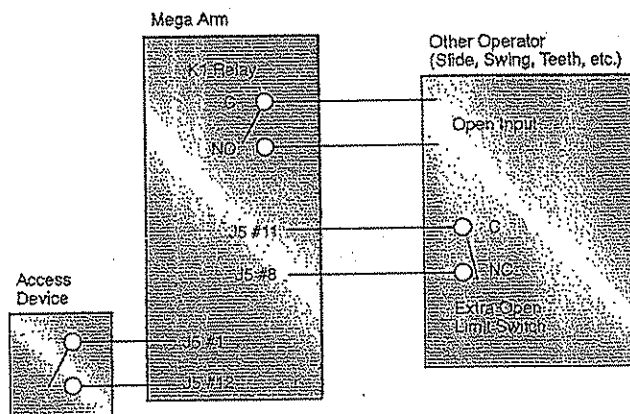 Mega Arm
K1 Relay
C
NO
J5 #11
J5 #8
J5 #1
J5 #12
Access
Device
Other Operator
(Slide, Swing, Teeth, etc.)
Open Input
C
NC
Extra Open
Limit Switch